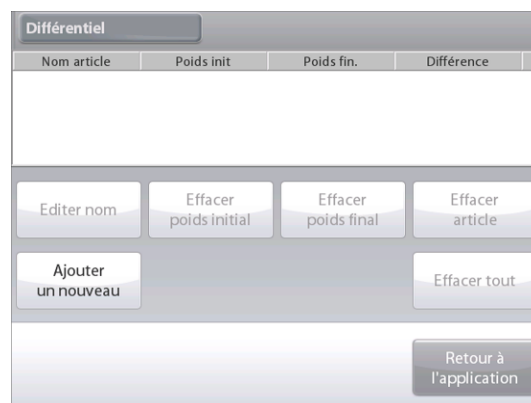 Différentiel
Nom article Poids init Poids fin. Différence
Editer nom Effacer poids initial Effacer poids final Effacer article
Ajouter un nouveau Effacer tout
Retour à l'application